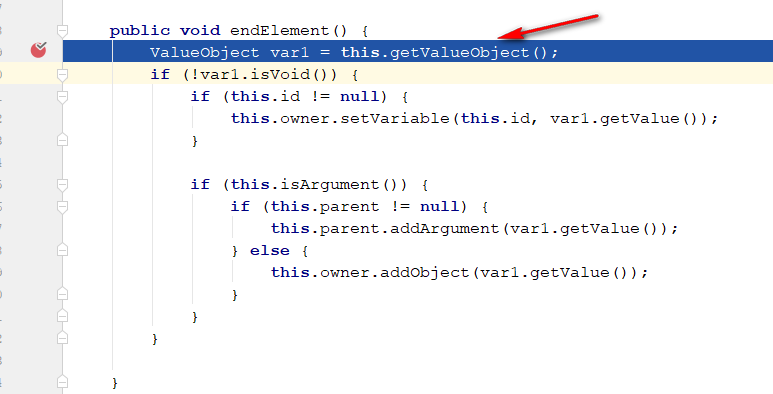 public void endElement() {
ValueObject var1 = this.getValueObject();
if (!var1.isVoid()) {
if (this.id != null) {
this.owner.setVariable(this.id, var1.getValue());
}
if (this.isArgument()) {
if (this.parent != null) {
this.parent.addArgument(var1.getValue());
} else {
this.owner.addObject(var1.getValue());
}
}
}
}